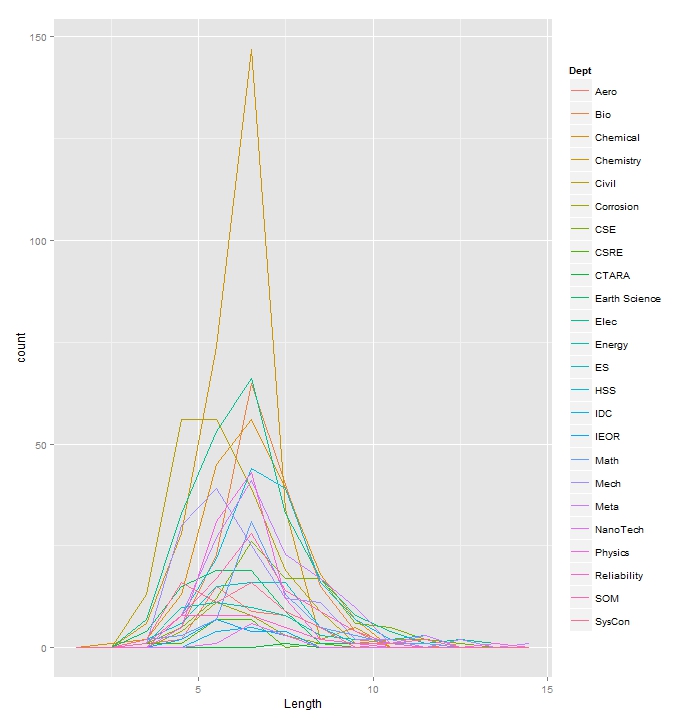 150
100
50
0
count
5
10
15
Length
Dept
Aero
Bio
Chemical
Chemistry
Civil
Corrosion
CSE
CSRE
CTARA
Earth Science
Elec
Energy
ES
HSS
IDC
IEOR
Math
Mech
Meta
NanoTech
Physics
Reliability
SOM
SysCon